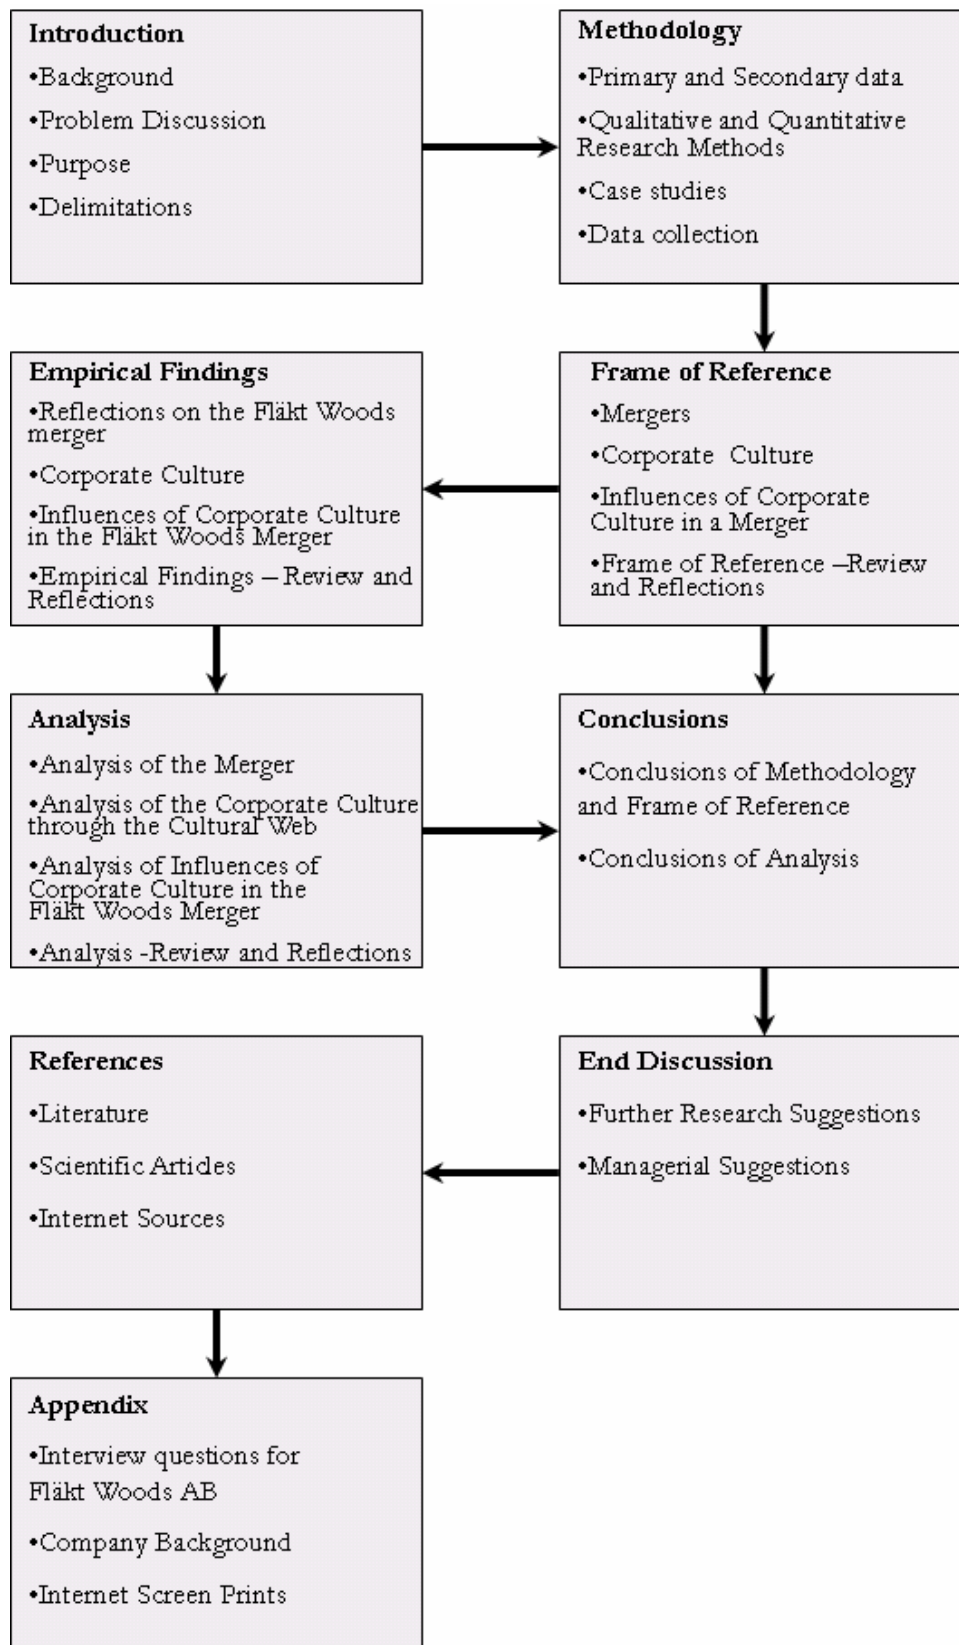 Introduction
•Background
•Problem Discussion
•Purpose
•Delimitations
Methodology
•Primary and Secondary data
•Qualitative and Quantitative
Research Methods
•Case studies
•Data collection
Frame of Reference
•Mergers
•Corporate Culture
•Influences of Corporate
Culture in a Merger
•Frame of Reference –Review
and Reflections
Empirical Findings
•Reflections on the Fläkt Woods
merger
•Corporate Culture
•Influences of Corporate Culture
in the Fläkt Woods Merger
•Empirical Findings – Review and
Reflections
Analysis
•Analysis of the Merger
•Analysis of the Corporate Culture
through the Cultural Web
•Analysis of Influences of
Corporate Culture in the
Fläkt Woods Merger
•Analysis -Review and Reflections
Conclusions
•Conclusions of Methodology
and Frame of Reference
•Conclusions of Analysis
End Discussion
•Further Research Suggestions
•Managerial Suggestions
References
•Literature
•Scientific Articles
•Internet Sources
Appendix
•Interview questions for
Fläkt Woods AB
•Company Background
•Internet Screen Prints